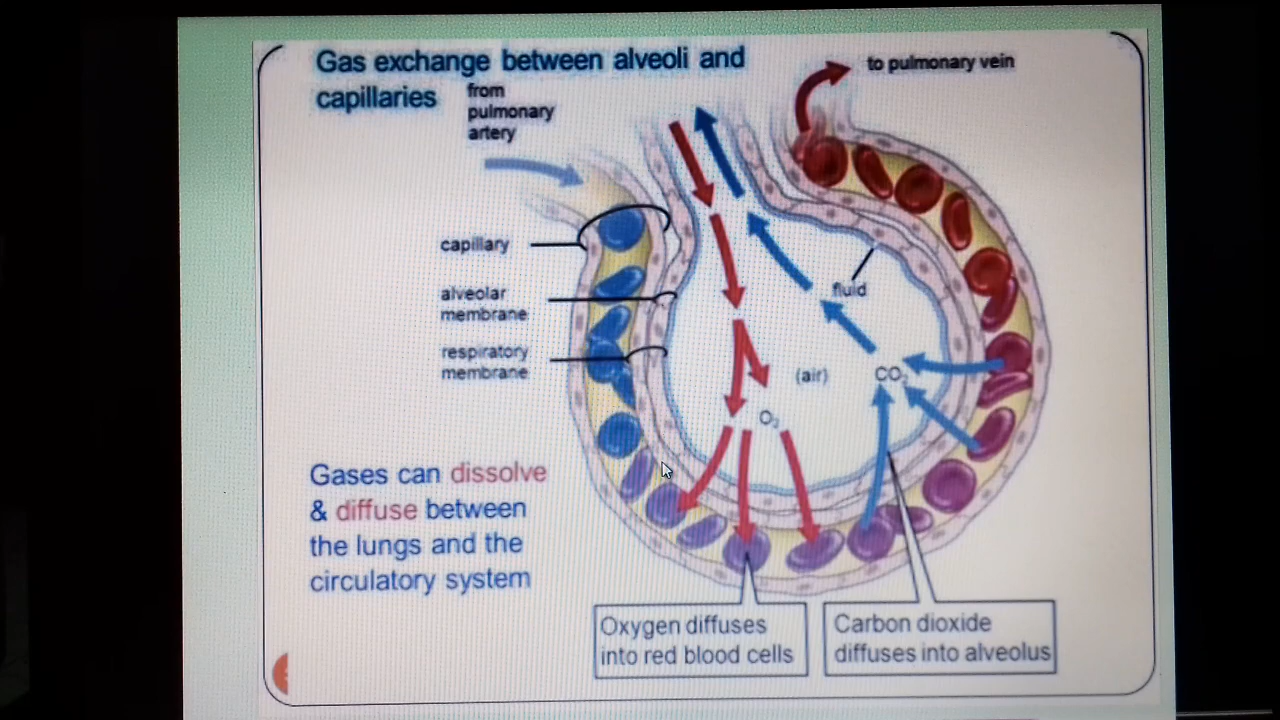 Gas exchange between alveoli and
capillaries
from
pulmonary
artery
to pulmonary vein
capillary
alveolar
membrane
respiratory
membrane
fluid
(air)
CO₂
O₂
Gases can dissolve
& diffuse between
the lungs and the
circulatory system
Oxygen diffuses
into red blood cells
Carbon dioxide
diffuses into alveolus